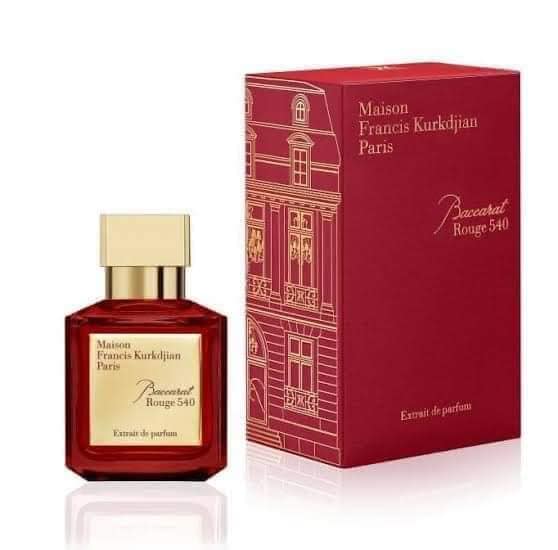 Maison
Francis Kurkdjian
Paris
Baccarat
Rouge 540
Extrait de parfum
Maison
Francis Kurkdjian
Paris
Baccarat
Rouge 540
Extrait de parfum